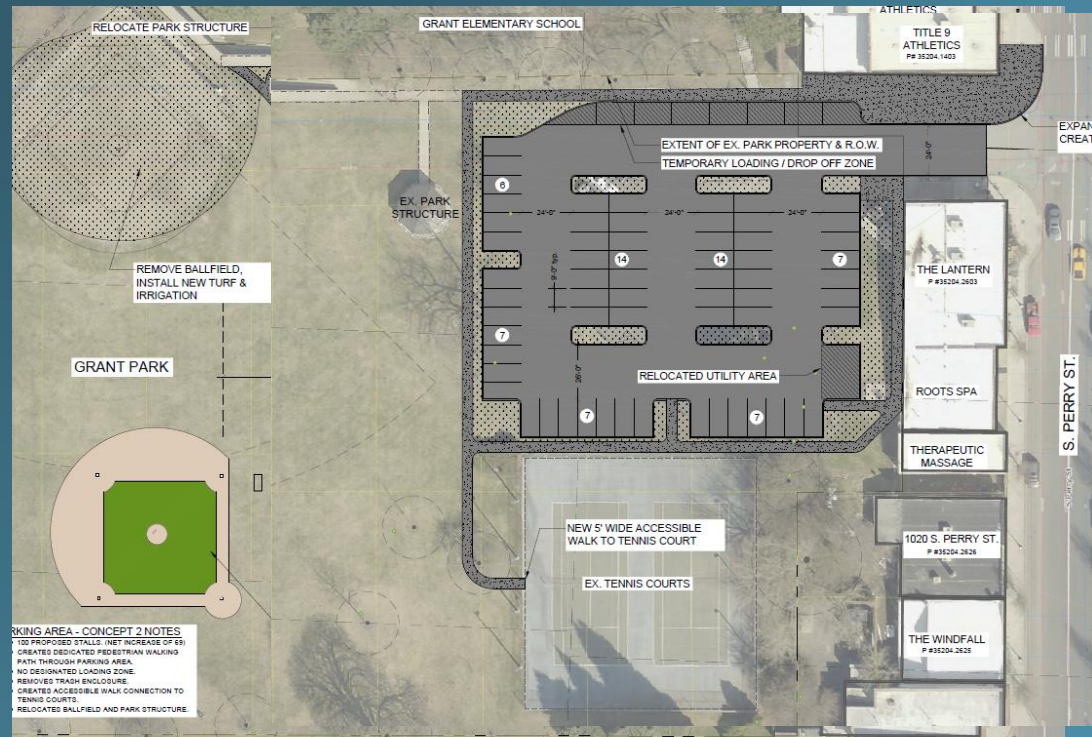 RELOCATE PARK STRUCTURE
GRANT ELEMENTARY SCHOOL
ATHLETICS
TITLE 9
ATHLETICS
P# 35204.1403
EXPAN
CREAT
EXTENT OF EX. PARK PROPERTY & R.O.W.
TEMPORARY LOADING / DROP OFF ZONE
24'-0"
EX. PARK
STRUCTURE
6
24'-0"
24'-0"
24'-0"
14
14
7
9'-0" typ.
REMOVE BALLFIELD,
INSTALL NEW TURF &
IRRIGATION
THE LANTERN
P #35204.2603
7
26'-0"
GRANT PARK
RELOCATED UTILITY AREA
ROOTS SPA
S. PERRY ST.
7
7
THERAPEUTIC
MASSAGE
NEW 5' WIDE ACCESSIBLE
WALK TO TENNIS COURT
1020 S. PERRY ST.
P #35204.2626
EX. TENNIS COURTS
THE WINDFALL
P #35204.2625
RKING AREA - CONCEPT 2 NOTES
100 PROPOSED STALLS. (NET INCREASE OF 69)
CREATES DEDICATED PEDESTRIAN WALKING
PATH THROUGH PARKING AREA.
NO DESIGNATED LOADING ZONE.
REMOVES TRASH ENCLOSURE.
CREATES ACCESSIBLE WALK CONNECTION TO
TENNIS COURTS.
RELOCATES BALLFIELD AND PARK STRUCTURE.